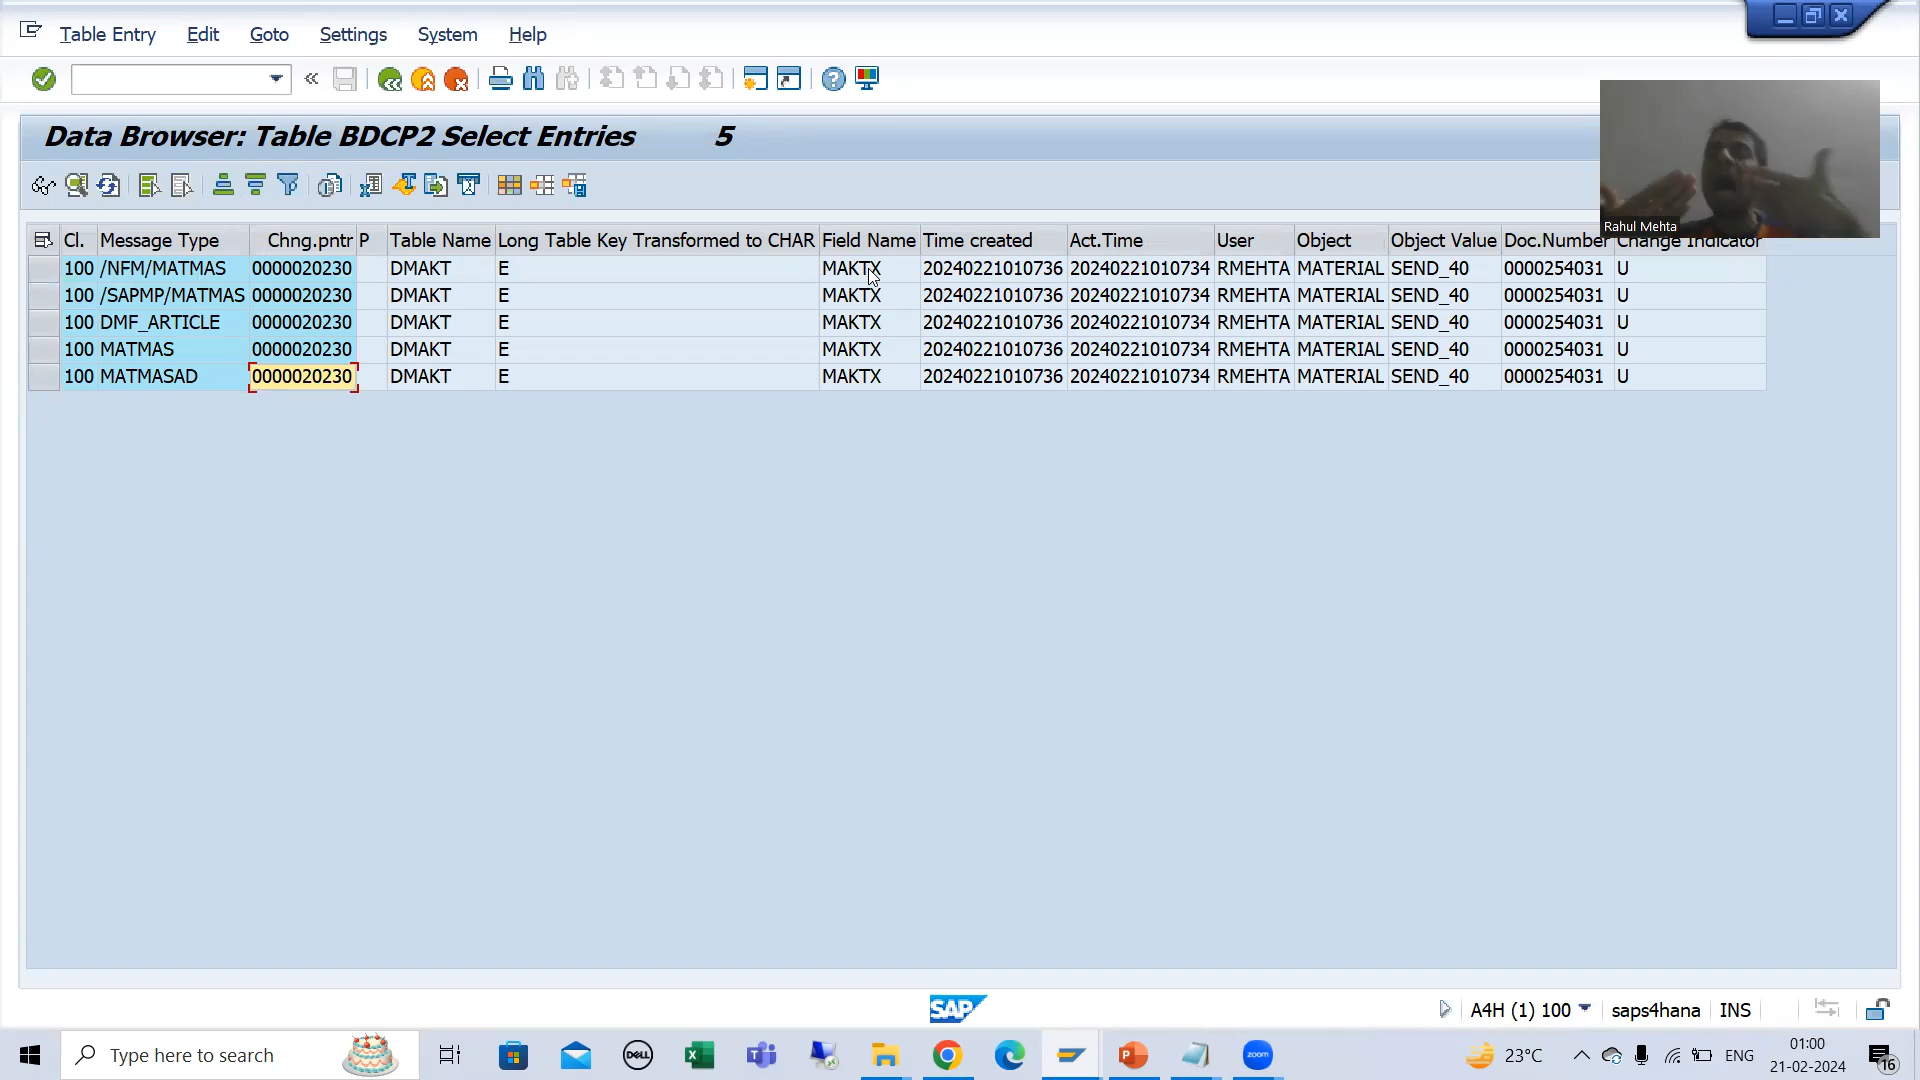 Table Entry Edit Goto Settings System Help
Data Browser: Table BDCP2 Select Entries 5
Rahul Mehta
Cl. Message Type Chng.pntr P Table Name Long Table Key Transformed to CHAR Field Name Time created Act.Time User Object Object Value Doc.Number Change Indicator
100 /NFM/MATMAS 0000020230 DMAKT E MAKTX 20240221010736 20240221010734 RMEHTA MATERIAL SEND_40 0000254031 U
100 /SAPMP/MATMAS 0000020230 DMAKT E MAKTX 20240221010736 20240221010734 RMEHTA MATERIAL SEND_40 0000254031 U
100 DMF_ARTICLE 0000020230 DMAKT E MAKTX 20240221010736 20240221010734 RMEHTA MATERIAL SEND_40 0000254031 U
100 MATMAS 0000020230 DMAKT E MAKTX 20240221010736 20240221010734 RMEHTA MATERIAL SEND_40 0000254031 U
100 MATMASAD 0000020230 DMAKT E MAKTX 20240221010736 20240221010734 RMEHTA MATERIAL SEND_40 0000254031 U
SAP
A4H (1) 100 saps4hana INS
Type here to search
DELL
zoom
23°C
ENG
01:00
21-02-2024
16